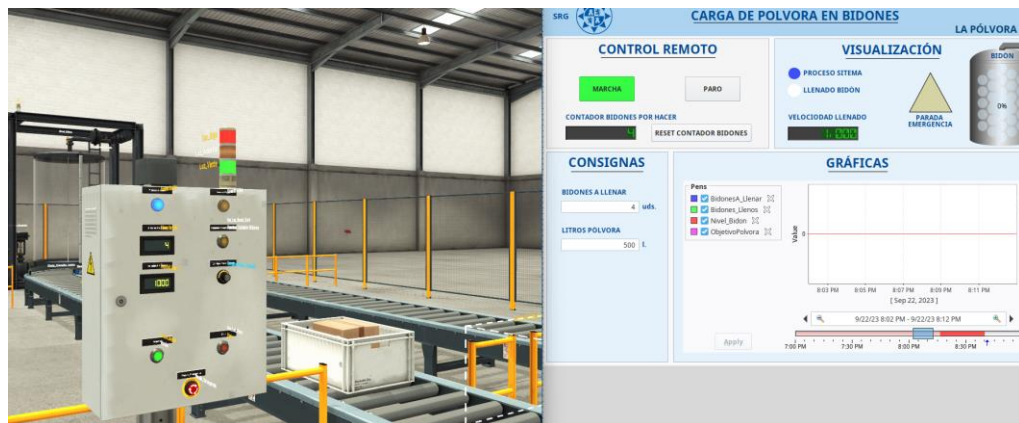 SRG
CARGA DE POLVORA EN BIDONES
LA PÓLVORA
CONTROL REMOTO
MARCHA
PARO
CONTADOR BIDONES POR HACER
4
RESET CONTADOR BIDONES
VISUALIZACIÓN
PROCESO SITEMA
LLENADO BIDÓN
VELOCIDAD LLENADO
1.000
PARADA
EMERGENCIA
BIDÓN
0%
CONSIGNAS
BIDONES A LLENAR
4 uds.
LITROS POLVORA
500 l.
GRÁFICAS
Pens
BidonesA_Llenar
Bidones_Llenos
Nivel_Bidon
ObjetivoPolvora
Value
0
8:03 PM 8:05 PM 8:07 PM 8:09 PM 8:11 PM
[ Sep 22, 2023 ]
9/22/23 8:02 PM - 9/22/23 8:12 PM
Apply
7:00 PM 7:30 PM 8:00 PM 8:30 PM
4
1000